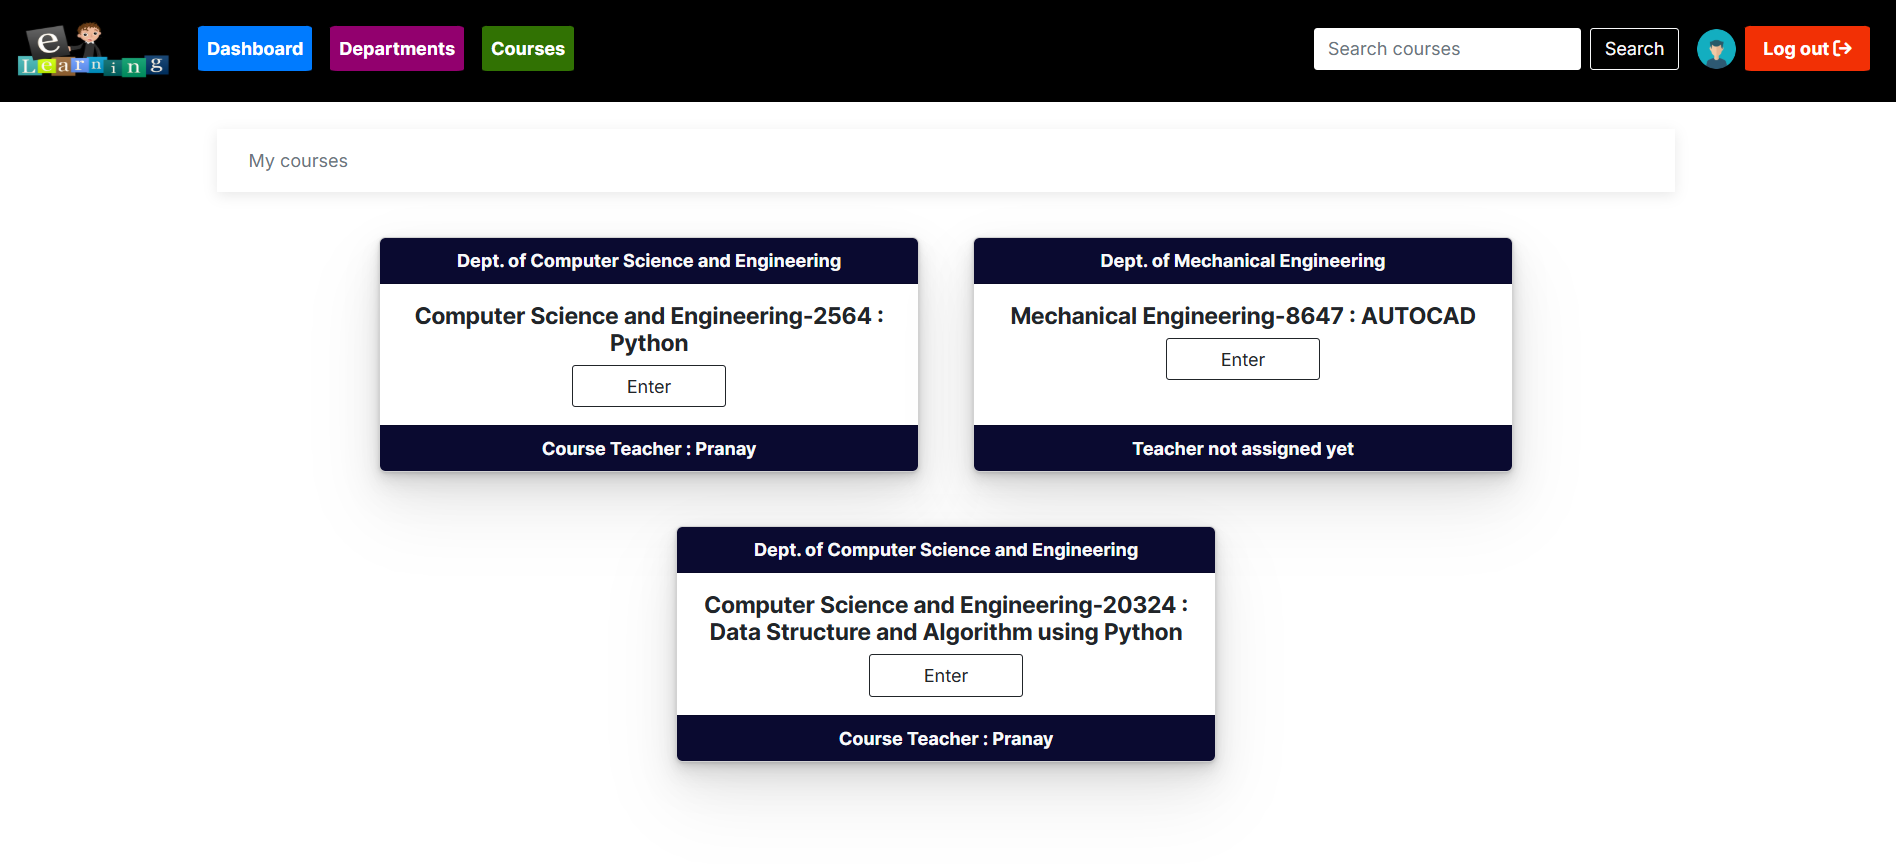 e
Learning
Dashboard
Departments
Courses
Search courses
Search
Log out
My courses
Dept. of Computer Science and Engineering
Computer Science and Engineering-2564 :
Python
Enter
Course Teacher : Pranay
Dept. of Mechanical Engineering
Mechanical Engineering-8647 : AUTOCAD
Enter
Teacher not assigned yet
Dept. of Computer Science and Engineering
Computer Science and Engineering-20324 :
Data Structure and Algorithm using Python
Enter
Course Teacher : Pranay